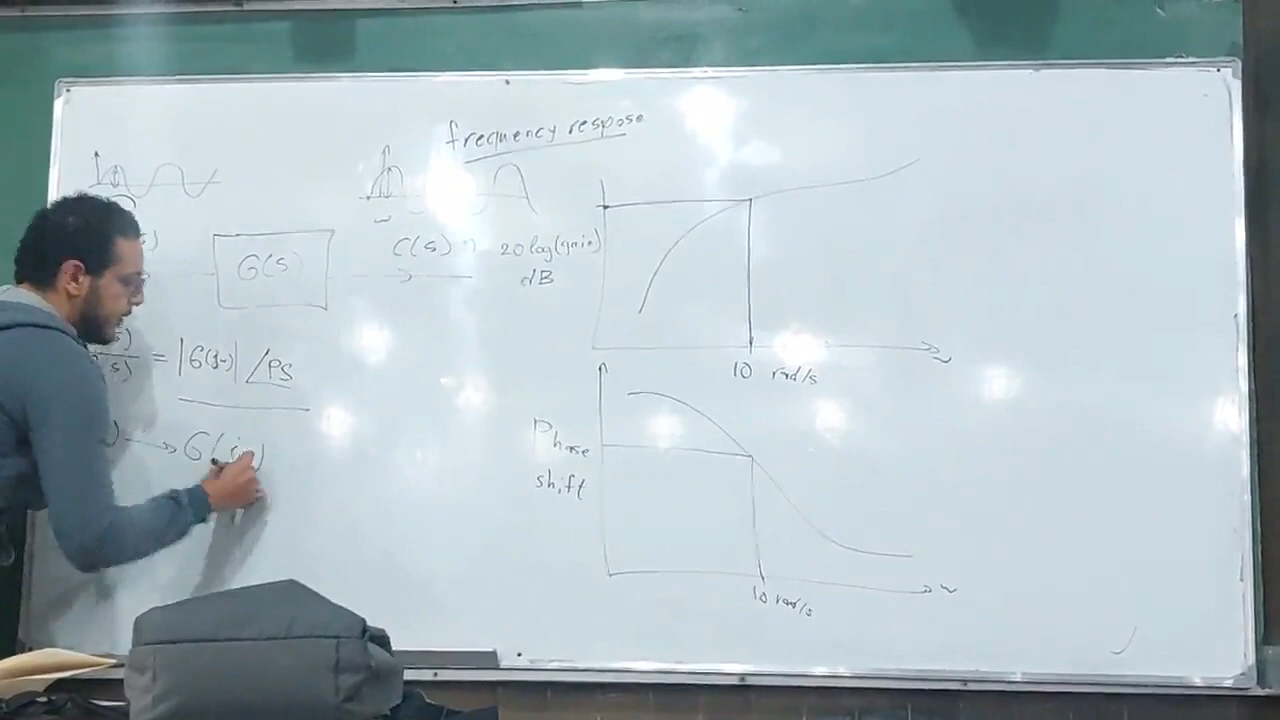 frequency respose
G(s)
C(s)
20 log(gain)
dB
= |G(jω)| ∠PS
→ G(jω)
10 rad/s
ω
Phase
shift
10 rad/s
ω